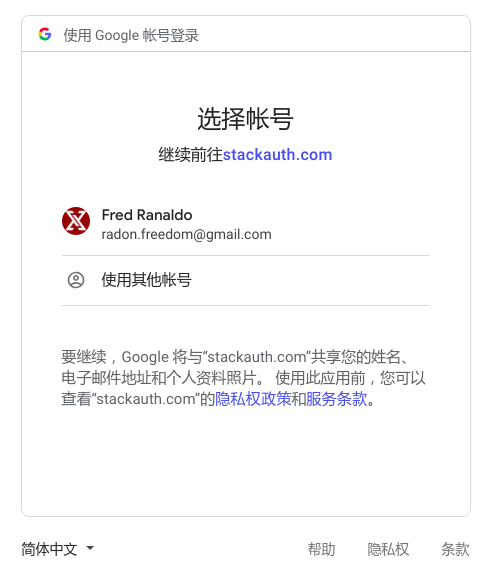 使用 Google 帐号登录
选择帐号
继续前往stackauth.com
Fred Ranaldo
radon.freedom@gmail.com
使用其他帐号
要继续，Google 将与“stackauth.com”共享您的姓名、
电子邮件地址和个人资料照片。 使用此应用前，您可以
查看“stackauth.com”的隐私权政策和服务条款。
简体中文 帮助 隐私权 条款